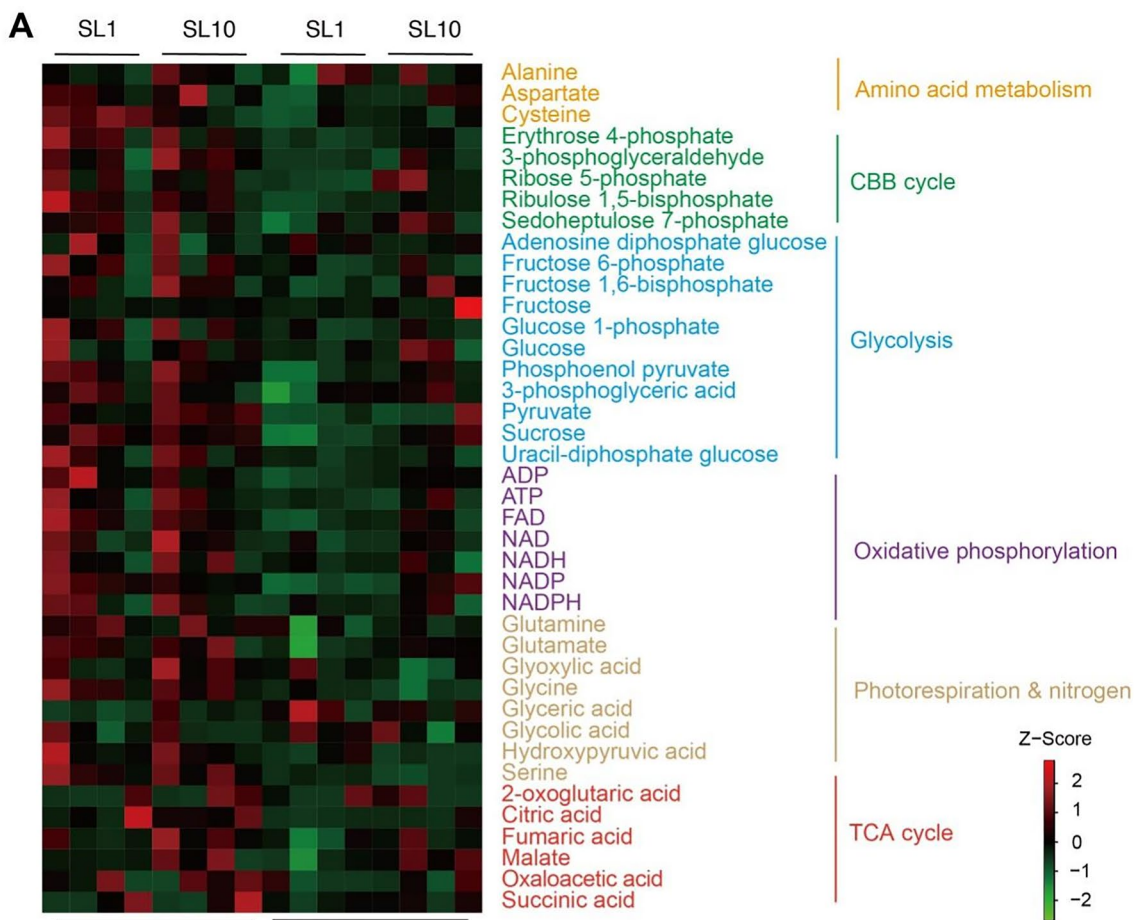 A
SL1 SL10 SL1 SL10
Alanine
Aspartate
Cysteine
Amino acid metabolism
Erythrose 4-phosphate
3-phosphoglyceraldehyde
Ribose 5-phosphate
Ribulose 1,5-bisphosphate
Sedoheptulose 7-phosphate
CBB cycle
Adenosine diphosphate glucose
Fructose 6-phosphate
Fructose 1,6-bisphosphate
Fructose
Glucose 1-phosphate
Glucose
Phosphoenol pyruvate
3-phosphoglyceric acid
Pyruvate
Sucrose
Uracil-diphosphate glucose
Glycolysis
ADP
ATP
FAD
NAD
NADH
NADP
NADPH
Oxidative phosphorylation
Glutamine
Glutamate
Glyoxylic acid
Glycine
Glyceric acid
Glycolic acid
Hydroxypyruvic acid
Serine
Photorespiration & nitrogen
2-oxoglutaric acid
Citric acid
Fumaric acid
Malate
Oxaloacetic acid
Succinic acid
TCA cycle
Z−Score
2
1
0
−1
−2